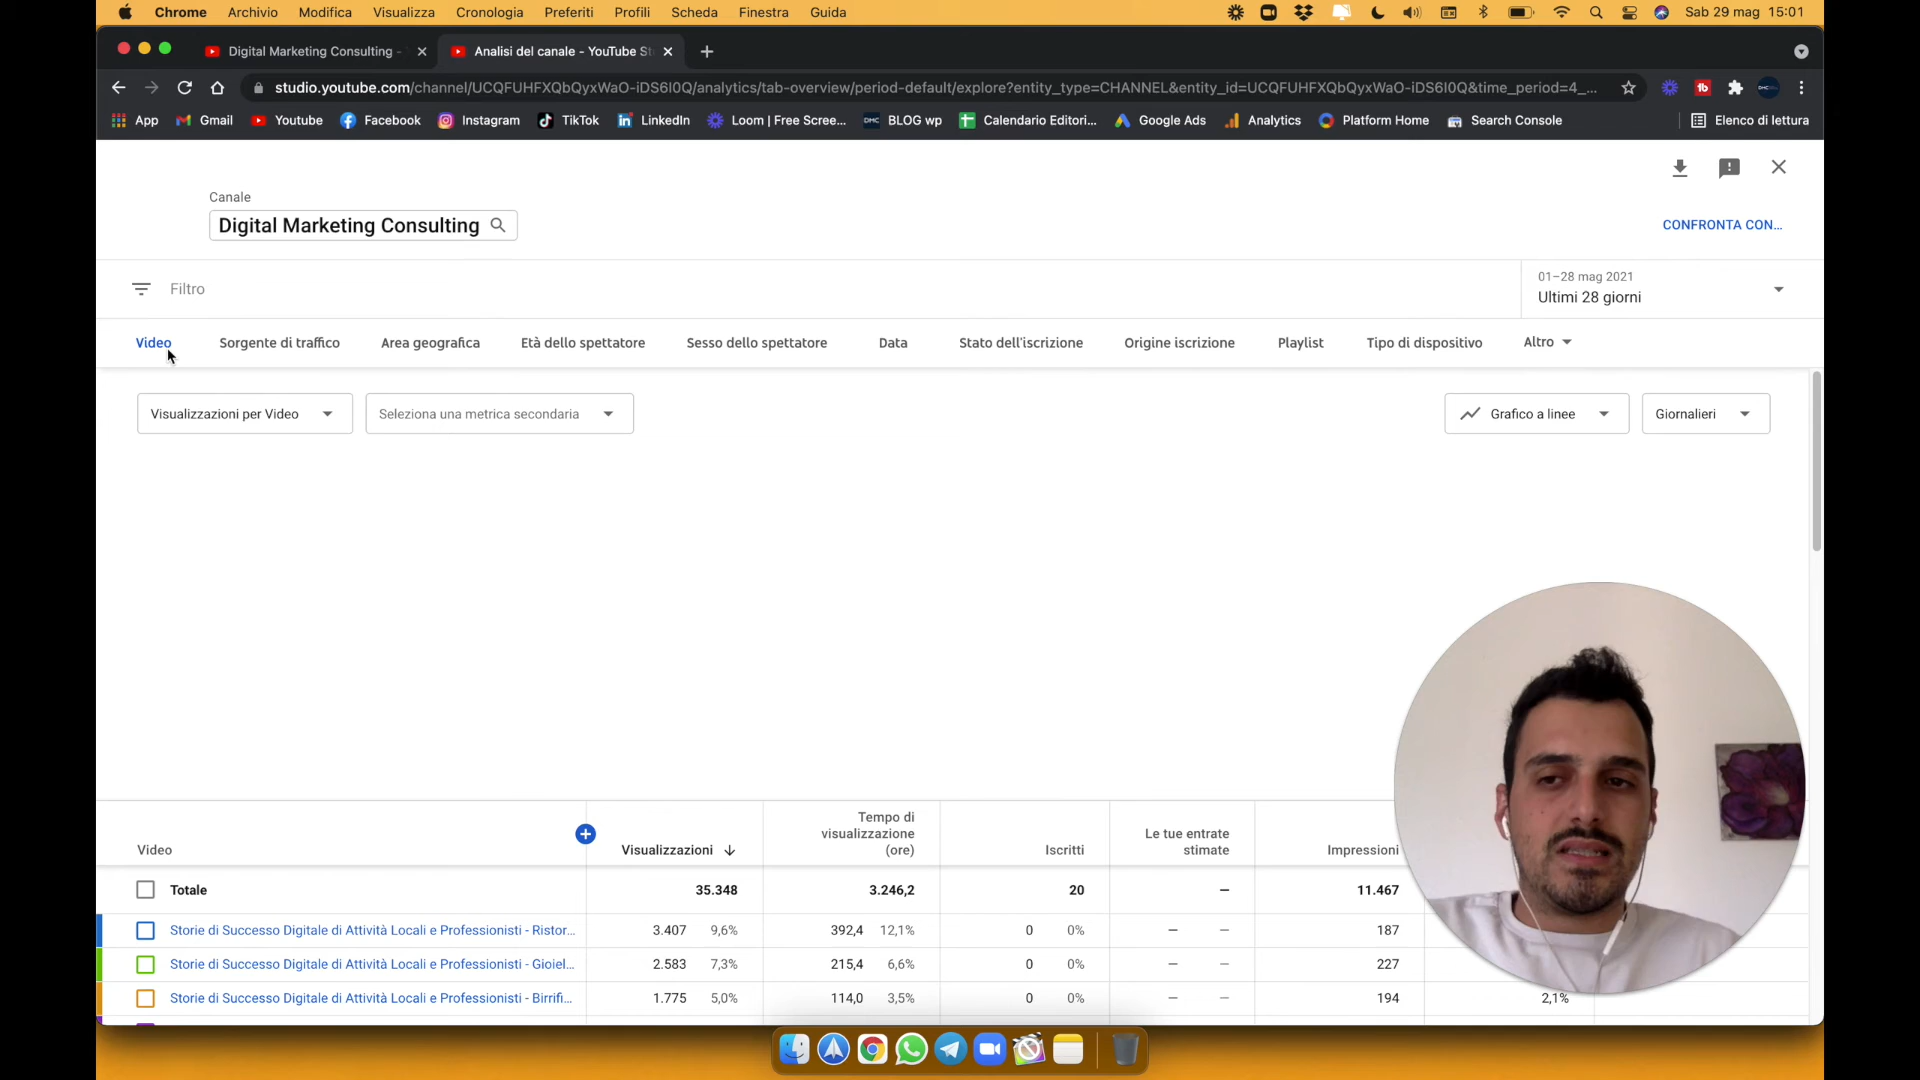 Chrome Archivio Modifica Visualizza Cronologia Preferiti Profili Scheda Finestra Guida Sab 29 mag 15:01
Digital Marketing Consulting - Analisi del canale - YouTube St
studio.youtube.com/channel/UCQFUHFXQbQyxWaO-iDS6I0Q/analytics/tab-overview/period-default/explore?entity_type=CHANNEL&entity_id=UCQFUHFXQbQyxWaO-iDS6I0Q&time_period=4_...
App Gmail Youtube Facebook Instagram TikTok LinkedIn Loom | Free Scree... BLOG wp Calendario Editori... Google Ads Analytics Platform Home Search Console Elenco di lettura
Canale
Digital Marketing Consulting
CONFRONTA CON...
Filtro
01–28 mag 2021
Ultimi 28 giorni
Video Sorgente di traffico Area geografica Età dello spettatore Sesso dello spettatore Data Stato dell'iscrizione Origine iscrizione Playlist Tipo di dispositivo Altro
Visualizzazioni per Video Seleziona una metrica secondaria Grafico a linee Giornalieri
Video Visualizzazioni Tempo di visualizzazione (ore) Iscritti Le tue entrate stimate Impressioni
Totale 35.348 3.246,2 20 — 11.467
Storie di Successo Digitale di Attività Locali e Professionisti - Ristor... 3.407 9,6% 392,4 12,1% 0 0% — — 187
Storie di Successo Digitale di Attività Locali e Professionisti - Gioiel... 2.583 7,3% 215,4 6,6% 0 0% — — 227
Storie di Successo Digitale di Attività Locali e Professionisti - Birrifi... 1.775 5,0% 114,0 3,5% 0 0% — — 194 2,1%